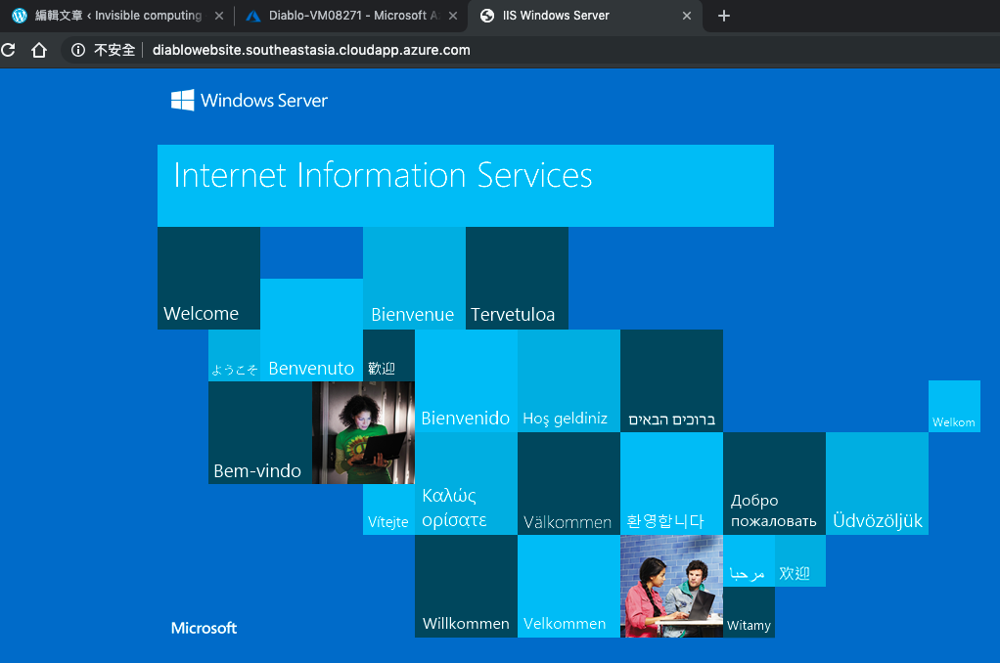 編輯文章 ‹ Invisible computing
Diablo-VM08271 - Microsoft A
IIS Windows Server
不安全
diablowebsite.southeastasia.cloudapp.azure.com
Windows Server
Internet Information Services
Welcome
Bienvenue
Tervetuloa
ようこそ
Benvenuto
歡迎
Bienvenido
Hoş geldiniz
ברוכים הבאים
Welkom
Bem-vindo
Vítejte
Καλώς
ορίσατε
Välkommen
환영합니다
Добро
пожаловать
Üdvözöljük
مرحبا
欢迎
Willkommen
Velkommen
Witamy
Microsoft